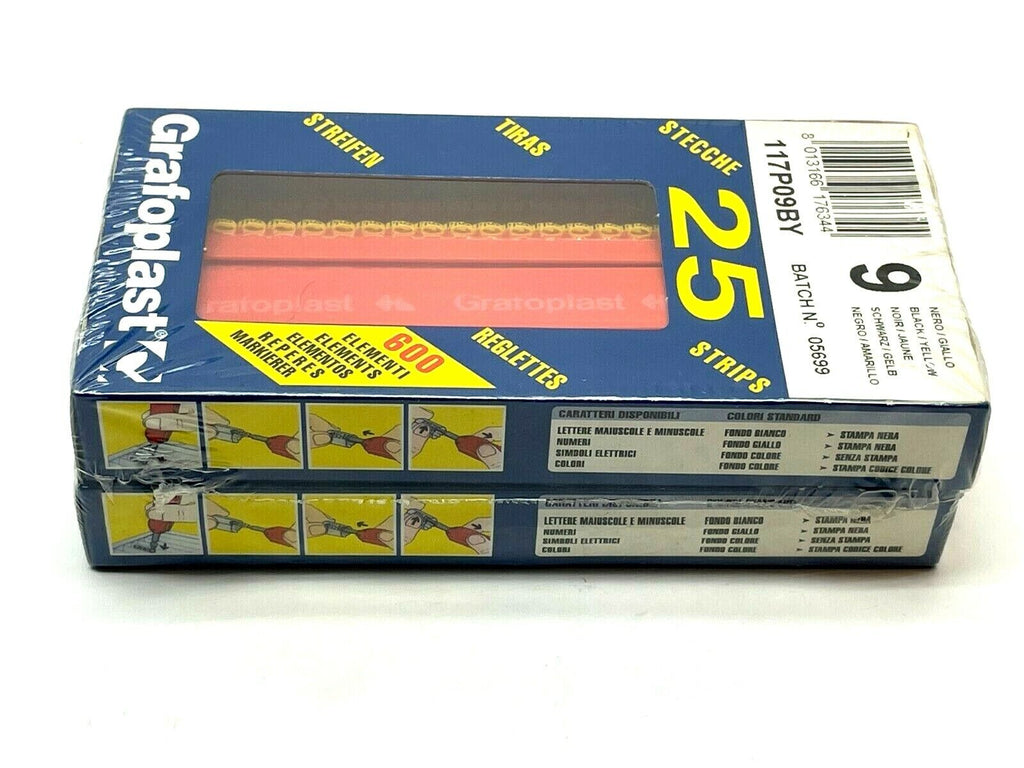 Grafoplast
STREIFEN
TIRAS
STECCHE
25
STRIPS
REGLETTES
600
ELEMENTI
ELEMENTS
ELEMENTOS
REPERES
MARKIERER
Grafoplast
Grafoplast
8 013166 176344
117P09BY
9
BATCH N.° 05699
NERO / GIALLO
BLACK / YELLOW
NOIR / JAUNE
SCHWARZ / GELB
NEGRO / AMARILLO
CARATTERI DISPONIBILI COLORI STANDARD
LETTERE MAIUSCOLE E MINUSCOLE FONDO BIANCO ➤ STAMPA NERA
NUMERI FONDO GIALLO ➤ STAMPA NERA
SIMBOLI ELETTRICI FONDO COLORE ➤ SENZA STAMPA
COLORI FONDO COLORE ➤ STAMPA CODICE COLORE
LETTERE MAIUSCOLE E MINUSCOLE FONDO BIANCO ➤ STAMPA NERA
NUMERI FONDO GIALLO ➤ STAMPA NERA
SIMBOLI ELETTRICI FONDO COLORE ➤ SENZA STAMPA
COLORI FONDO COLORE ➤ STAMPA CODICE COLORE